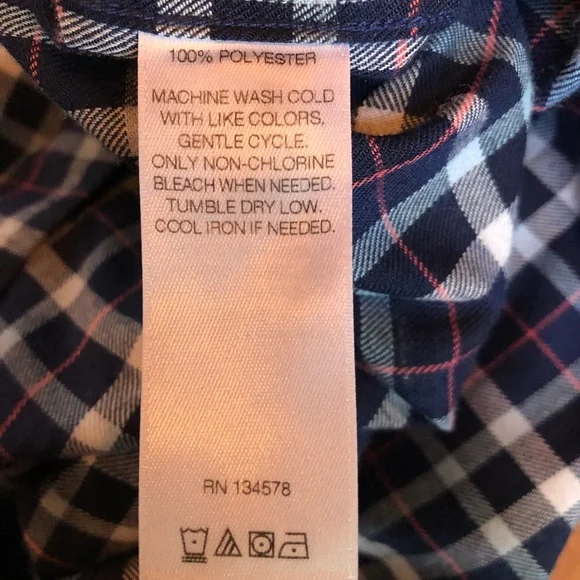 100% POLYESTER
MACHINE WASH COLD
WITH LIKE COLORS,
GENTLE CYCLE.
ONLY NON-CHLORINE
BLEACH WHEN NEEDED.
TUMBLE DRY LOW.
COOL IRON IF NEEDED.
RN 134578